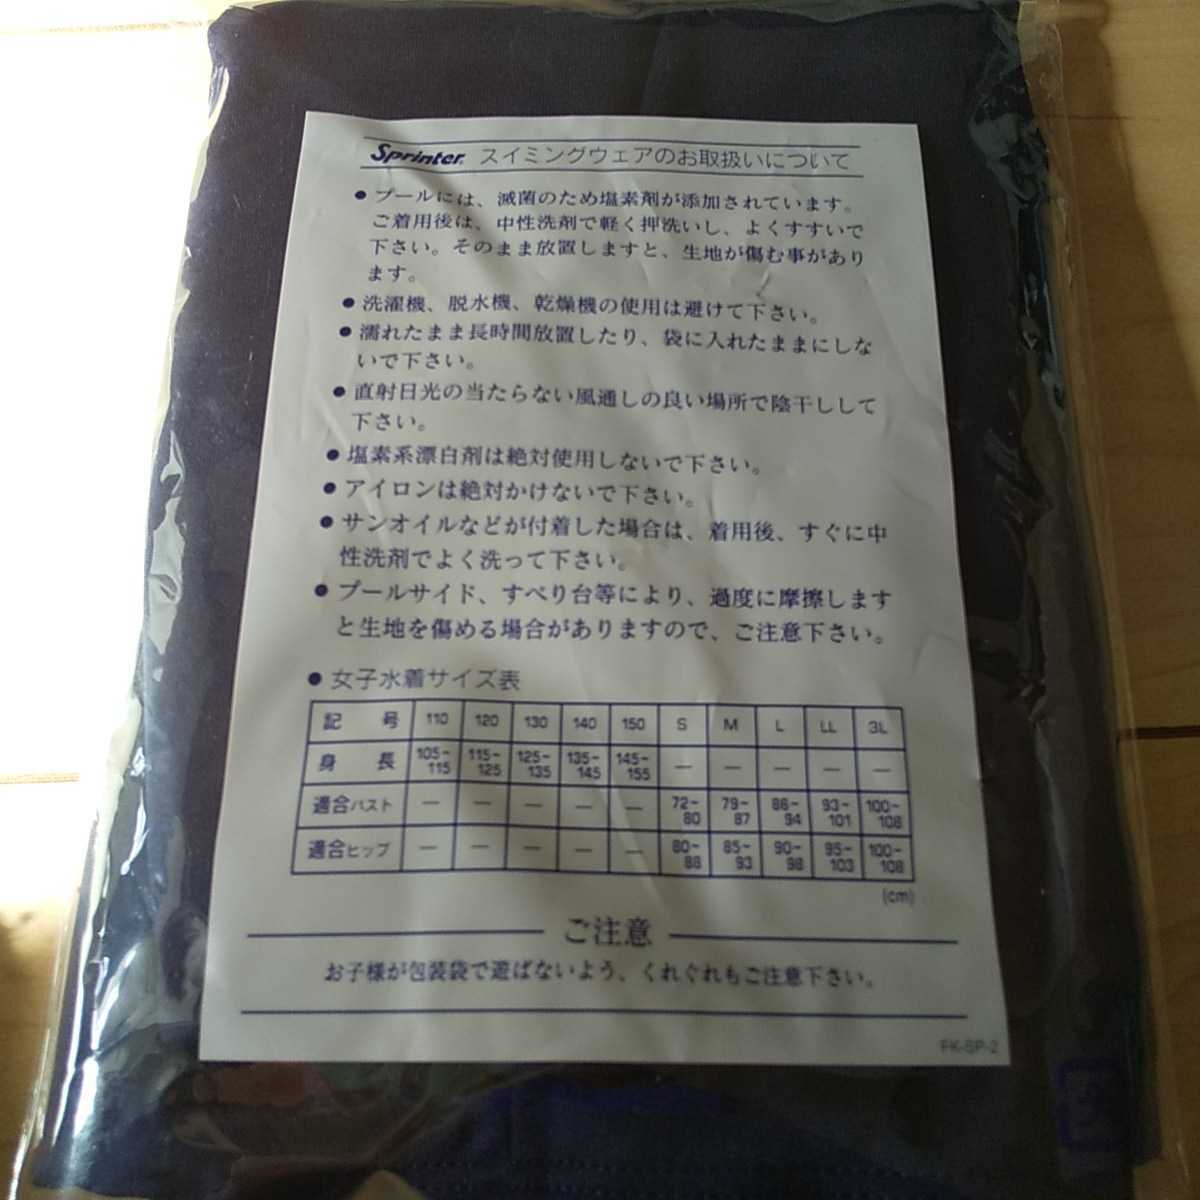 Sprinter. スイミングウェアのお取扱いについて
● プールには、滅菌のため塩素剤が添加されています。
ご着用後は、中性洗剤で軽く押洗いし、よくすすいで
下さい。そのまま放置しますと、生地が傷む事があり
ます。
● 洗濯機、脱水機、乾燥機の使用は避けて下さい。
● 濡れたまま長時間放置したり、袋に入れたままにしな
いで下さい。
● 直射日光の当たらない風通しの良い場所で陰干しして
下さい。
● 塩素系漂白剤は絶対使用しないで下さい。
● アイロンは絶対かけないで下さい。
● サンオイルなどが付着した場合は、着用後、すぐに中
性洗剤でよく洗って下さい。
● プールサイド、すべり台等により、過度に摩擦します
と生地を傷める場合がありますので、ご注意下さい。
● 女子水着サイズ表
記号 110 120 130 140 150 S M L LL 3L
身長 105~115 115~125 125~135 135~145 145~155 — — — — —
適合バスト — — — — — 72~80 79~87 86~94 93~101 100~108
適合ヒップ — — — — — 80~88 85~93 90~98 95~103 100~108
(cm)
ご注意
お子様が包装袋で遊ばないよう、くれぐれもご注意下さい。
FK-SP-2